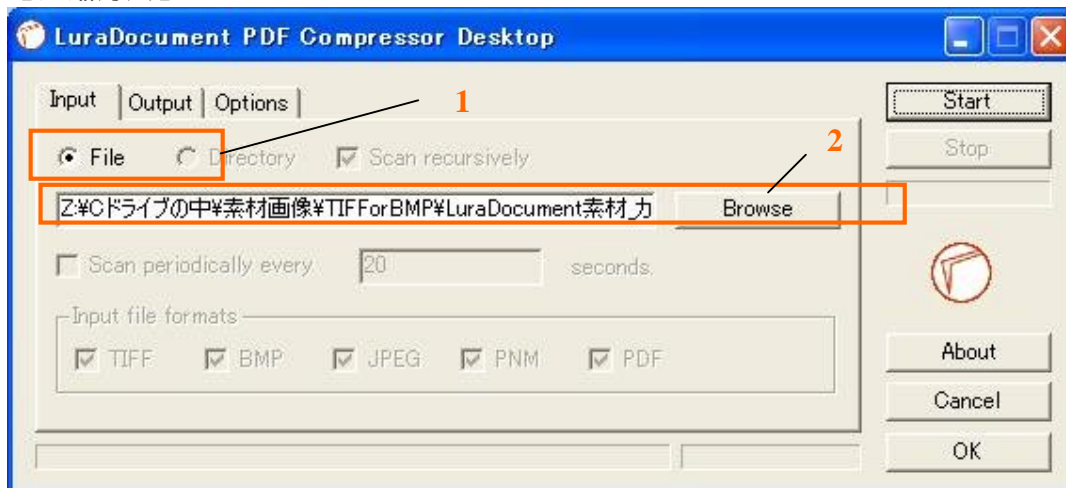 LuraDocument PDF Compressor Desktop
Input Output Options 1 Start
File Directory Scan recursively 2 Stop
Z:¥Cドライブの中¥素材画像¥TIFForBMP¥LuraDocument素材_カ Browse
Scan periodically every 20 seconds.
Input file formats
TIFF BMP JPEG PNM PDF About
Cancel
OK